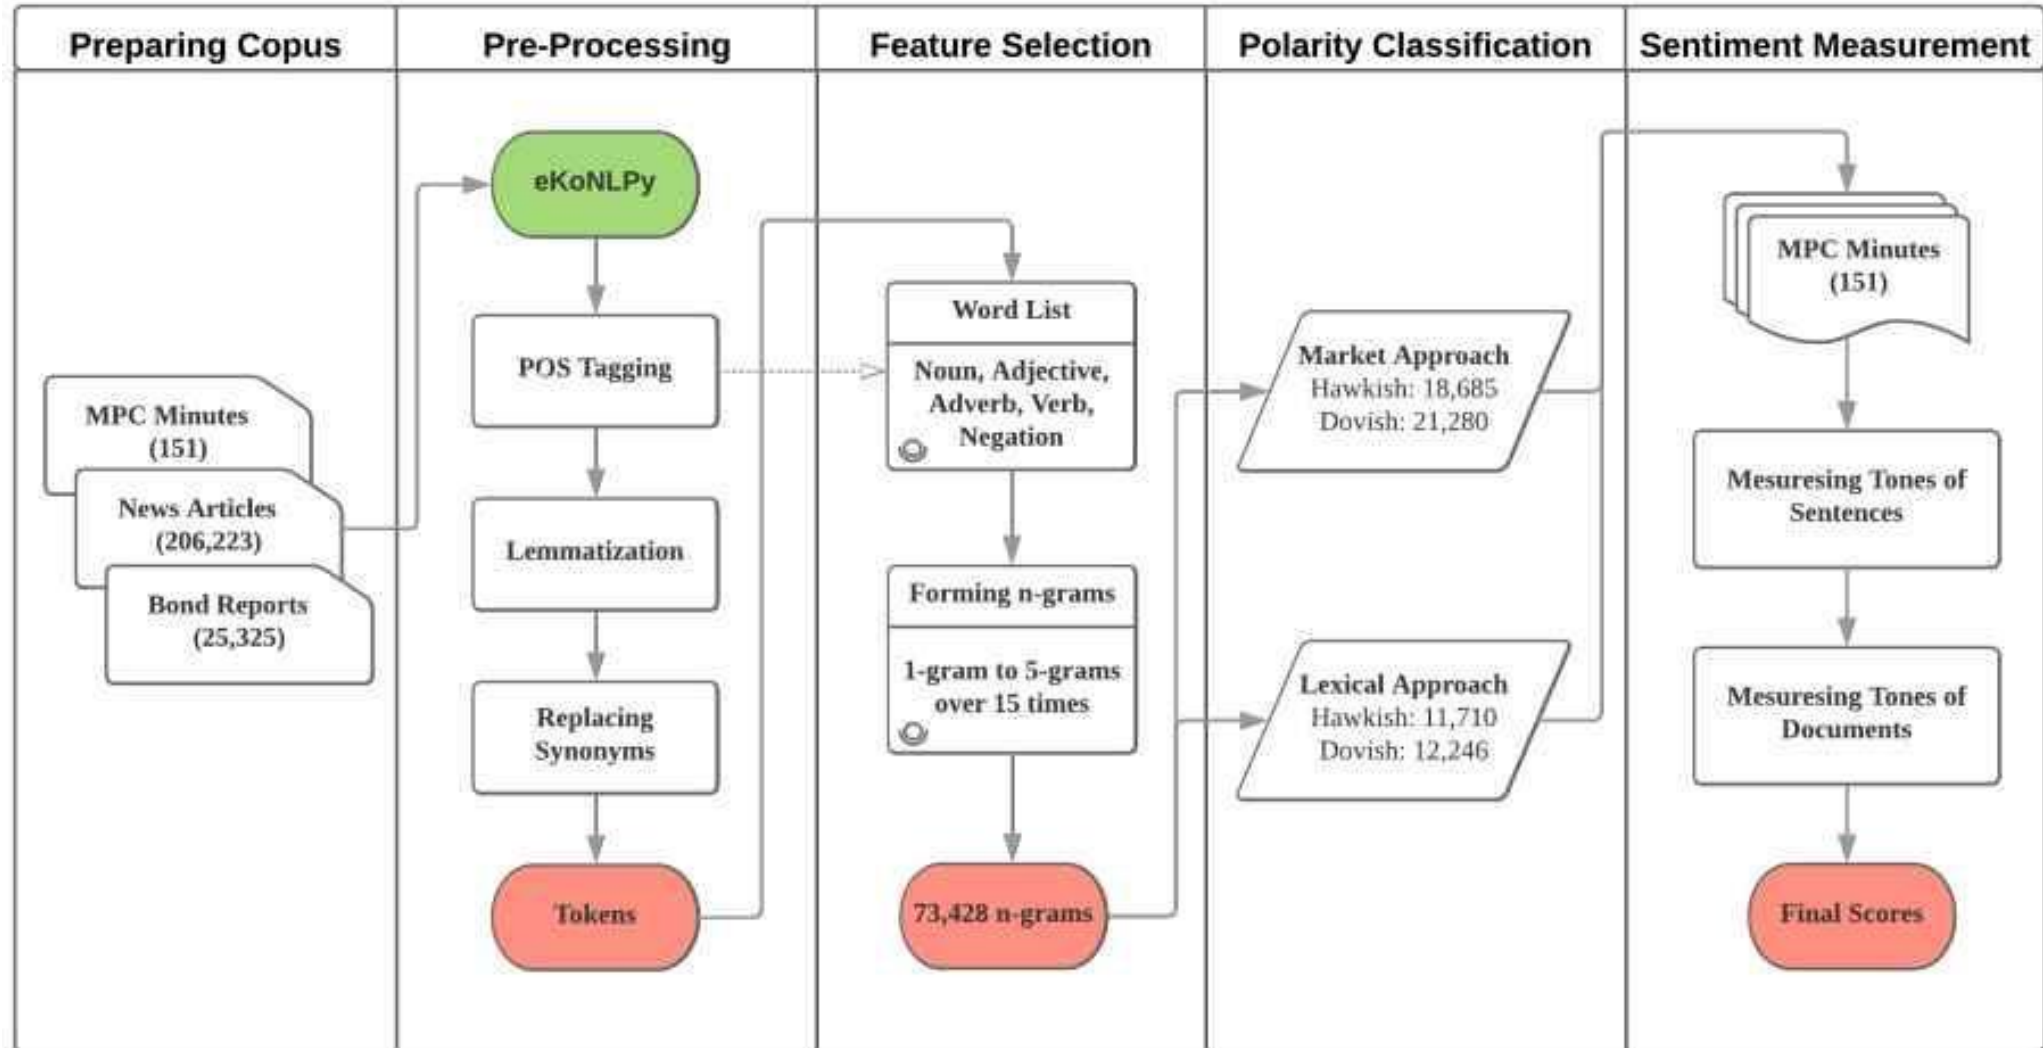 Preparing Copus
Pre-Processing
Feature Selection
Polarity Classification
Sentiment Measurement
MPC Minutes
(151)
News Articles
(206,223)
Bond Reports
(25,325)
eKoNLPy
POS Tagging
Lemmatization
Replacing
Synonyms
Tokens
Word List
Noun, Adjective,
Adverb, Verb,
Negation
Forming n-grams
1-gram to 5-grams
over 15 times
73,428 n-grams
Market Approach
Hawkish: 18,685
Dovish: 21,280
Lexical Approach
Hawkish: 11,710
Dovish: 12,246
MPC Minutes
(151)
Mesuresing Tones of
Sentences
Mesuresing Tones of
Documents
Final Scores